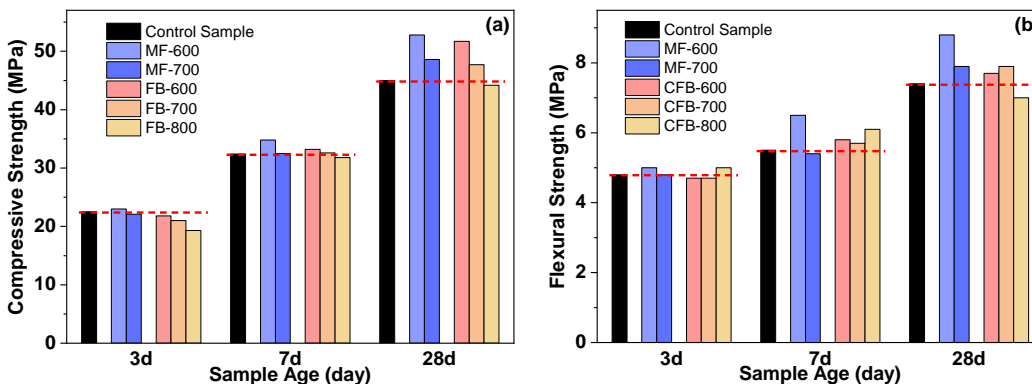 (a)
Control Sample
MF-600
MF-700
FB-600
FB-700
FB-800
50
40
30
20
10
0
Compressive Strength (MPa)
3d 7d 28d
Sample Age (day)
(b)
Control Sample
MF-600
MF-700
CFB-600
CFB-700
CFB-800
8
6
4
2
0
Flexural Strength (MPa)
3d 7d 28d
Sample Age (day)